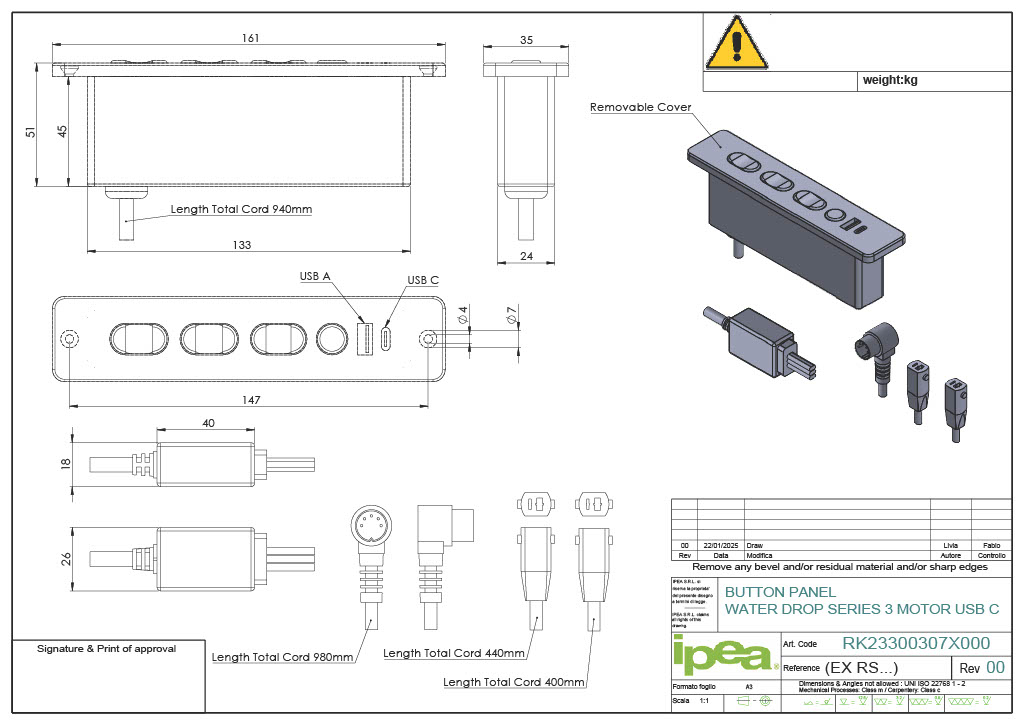 161
35
51
45
Length Total Cord 940mm
133
24
weight:kg
Removable Cover
USB A
USB C
Ø4
Ø7
147
40
18
26
Length Total Cord 980mm
Length Total Cord 440mm
Length Total Cord 400mm
Signature & Print of approval
00 22/01/2025 Draw Livia Fabio
Rev Data Modifica Autore Controllo
Remove any bevel and/or residual material and/or sharp edges
IPEA S.R.L. si
riserva la proprieta'
del presente disegno
a termini di legge.
IPEA S.R.L. claims
all rights of this
drawing.
BUTTON PANEL
WATER DROP SERIES 3 MOTOR USB C
ipea®
Art. Code RK23300307X000
Reference (EX RS...) Rev 00
Formato foglio A3
Dimensions & Angles not allowed : UNI ISO 22768 1 - 2
Mechanical Processes: Class m / Carpentery: Class c
Scala 1:1